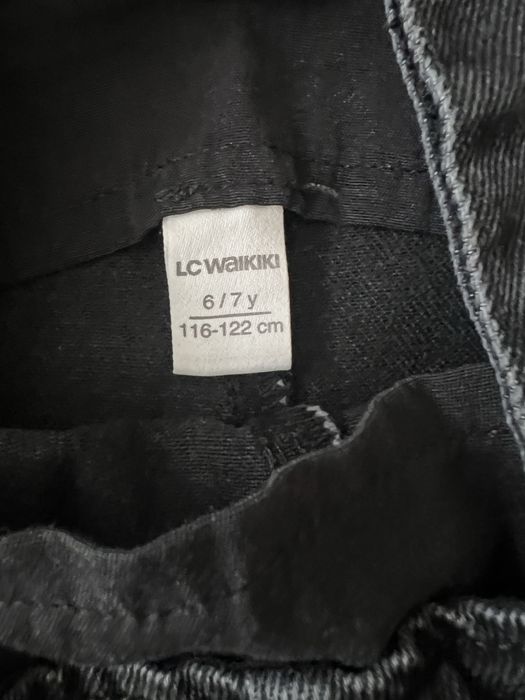 LC WAIKIKI
6 / 7 y
116-122 cm